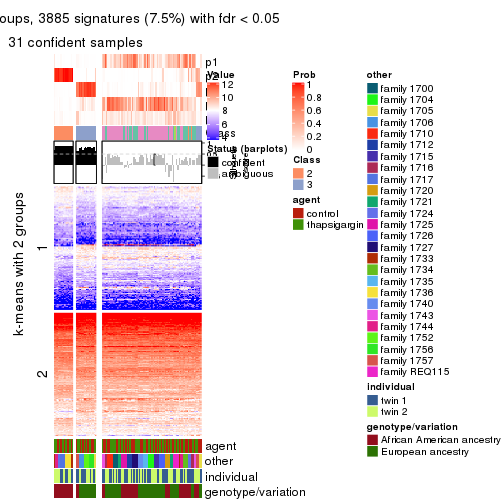 oups, 3885 signatures (7.5%) with fdr < 0.05
31 confident samples
p1
p2
Value
12
10
8
6
4
Prob
1
0.8
0.6
0.4
0.2
0
Class
2
3
agent
control
thapsigargin
Status (barplots)
confident
ambiguous
k-means with 2 groups
1
2
agent
other
individual
genotype/variation
other
family 1700
family 1704
family 1705
family 1706
family 1710
family 1712
family 1715
family 1716
family 1717
family 1720
family 1721
family 1724
family 1725
family 1726
family 1727
family 1733
family 1734
family 1735
family 1736
family 1740
family 1743
family 1744
family 1752
family 1756
family 1757
family REQ115
individual
twin 1
twin 2
genotype/variation
African American ancestry
European ancestry